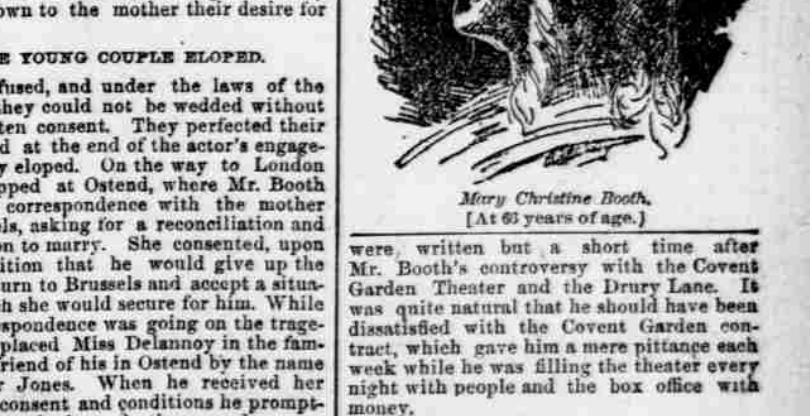 own to the mother their desire for
E YOUNG COUPLE ELOPED.
fused, and under the laws of the
they could not be wedded without
ten consent. They perfected their
d at the end of the actor's engage-
y eloped. On the way to London
pped at Ostend, where Mr. Booth
correspondence with the mother
els, asking for a reconciliation and
on to marry. She consented, upon
ition that he would give up the
urn to Brussels and accept a situa-
h she would secure for him. While
spondence was going on the trage-
placed Miss Delannoy in the fam-
friend of his in Ostend by the name
r Jones. When he received her
consent and conditions he prompt-
Mary Christine Booth.
[At 66 years of age.]
were written but a short time after
Mr. Booth's controversy with the Covent
Garden Theater and the Drury Lane. It
was quite natural that he should have been
dissatisfied with the Covent Garden con-
tract, which gave him a mere pittance each
week while he was filling the theater every
night with people and the box office with
money.